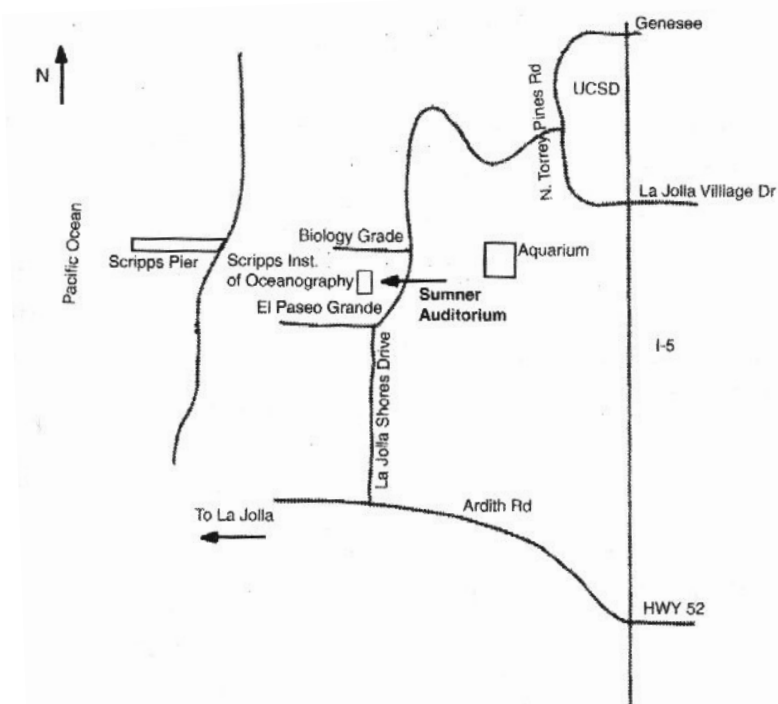 Genesee
N
N. Torrey Pines Rd
UCSD
La Jolla Villiage Dr
Pacific Ocean
Biology Grade
Scripps Pier
Scripps Inst.
of Oceanography
Aquarium
Sumner
Auditorium
El Paseo Grande
I-5
La Jolla Shores Drive
Ardith Rd
To La Jolla
HWY 52